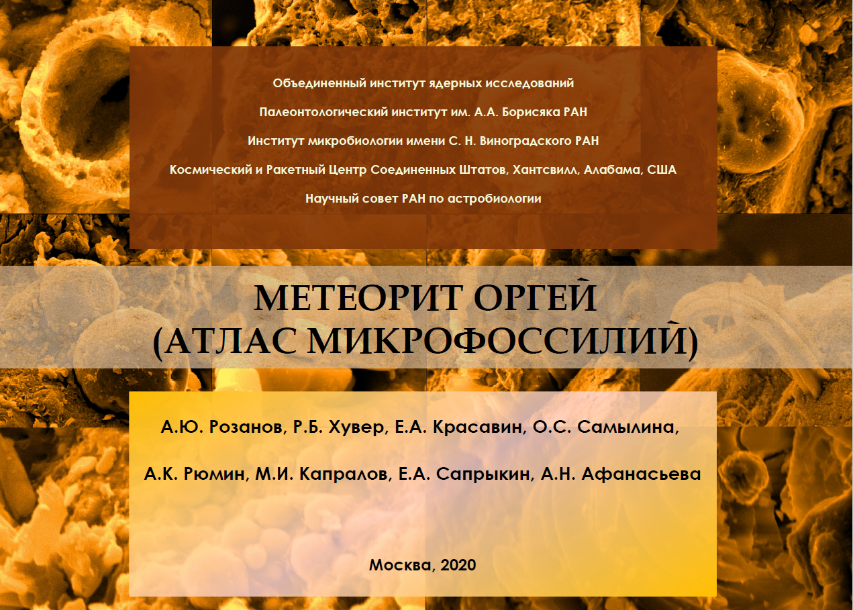 Объединенный институт ядерных исследований
Палеонтологический институт им. А.А. Борисяка РАН
Институт микробиологии имени С. Н. Виноградского РАН
Космический и Ракетный Центр Соединенных Штатов, Хантсвилл, Алабама, США
Научный совет РАН по астробиологии
МЕТЕОРИТ ОРГЕЙ
(АТЛАС МИКРОФОССИЛИЙ)
А.Ю. Розанов, Р.Б. Хувер, Е.А. Красавин, О.С. Самылина,
А.К. Рюмин, М.И. Капралов, Е.А. Сапрыкин, А.Н. Афанасьева
Москва, 2020